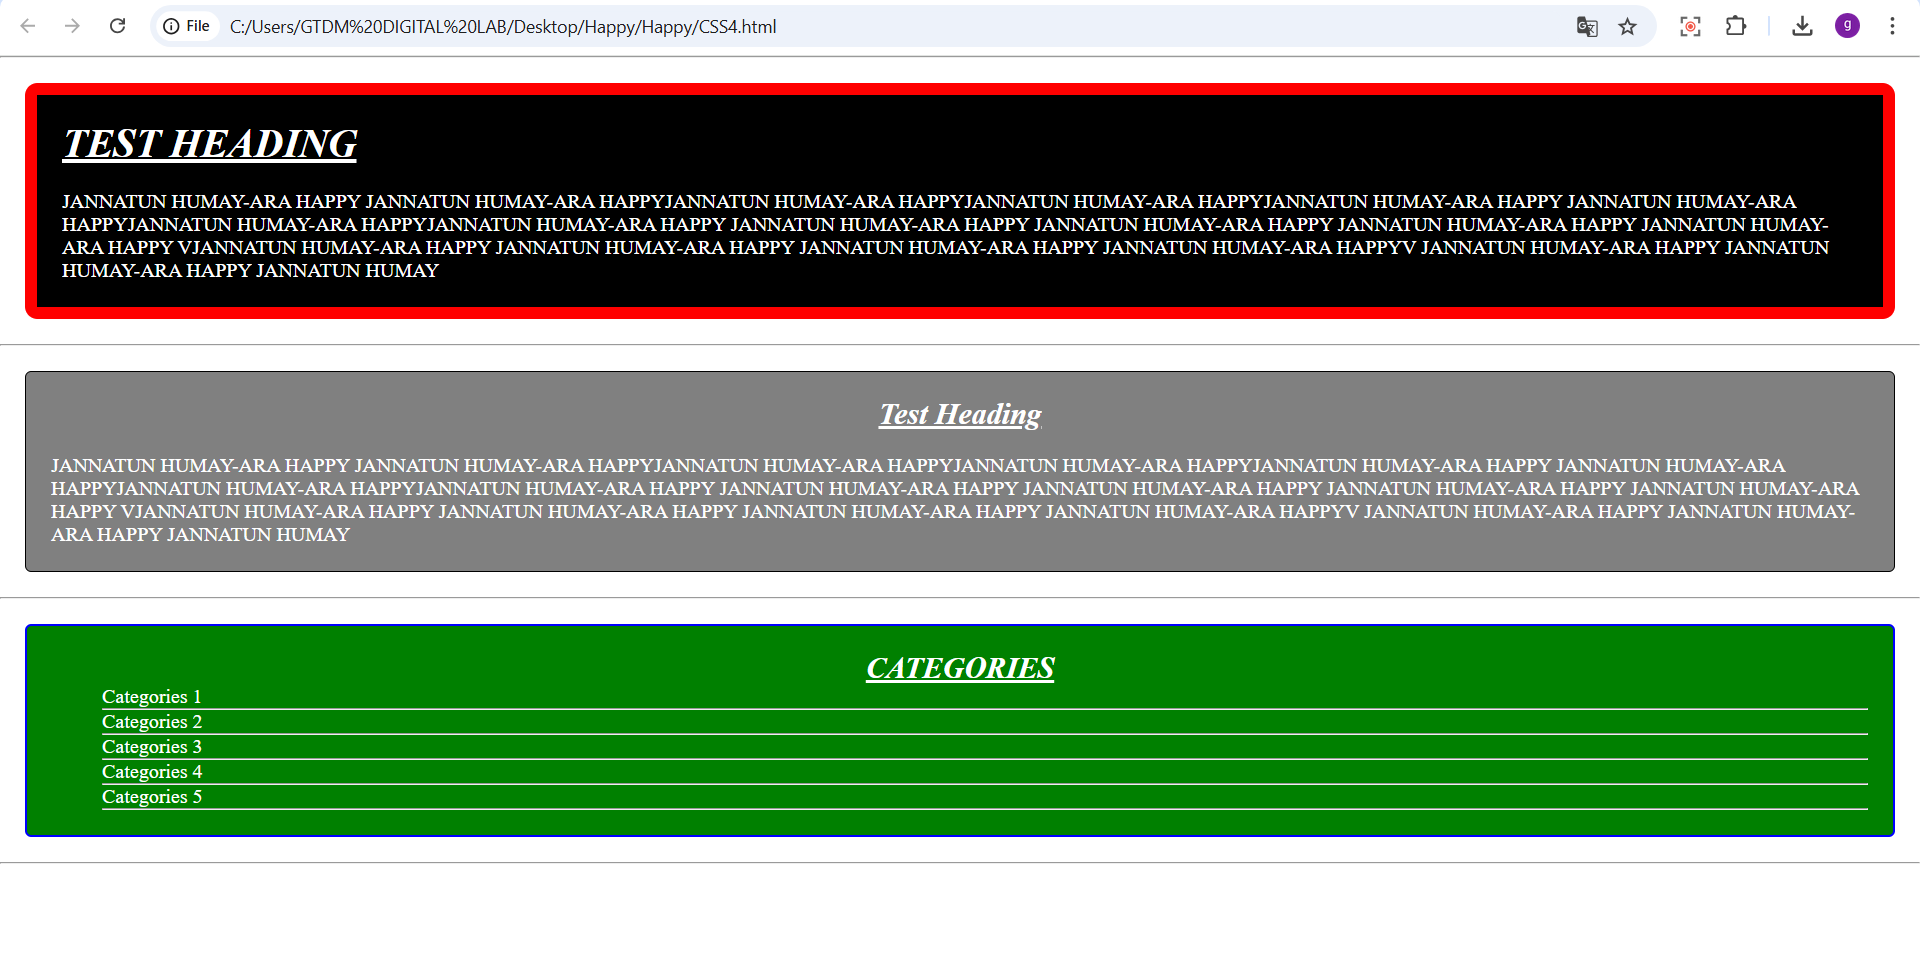 File
C:/Users/GTDM%20DIGITAL%20LAB/Desktop/Happy/Happy/CSS4.html
g
TEST HEADING
JANNATUN HUMAY-ARA HAPPY JANNATUN HUMAY-ARA HAPPYJANNATUN HUMAY-ARA HAPPYJANNATUN HUMAY-ARA HAPPYJANNATUN HUMAY-ARA HAPPY JANNATUN HUMAY-ARA
HAPPYJANNATUN HUMAY-ARA HAPPYJANNATUN HUMAY-ARA HAPPY JANNATUN HUMAY-ARA HAPPY JANNATUN HUMAY-ARA HAPPY JANNATUN HUMAY-ARA HAPPY JANNATUN HUMAY-
ARA HAPPY VJANNATUN HUMAY-ARA HAPPY JANNATUN HUMAY-ARA HAPPY JANNATUN HUMAY-ARA HAPPY JANNATUN HUMAY-ARA HAPPYV JANNATUN HUMAY-ARA HAPPY JANNATUN
HUMAY-ARA HAPPY JANNATUN HUMAY
Test Heading
JANNATUN HUMAY-ARA HAPPY JANNATUN HUMAY-ARA HAPPYJANNATUN HUMAY-ARA HAPPYJANNATUN HUMAY-ARA HAPPYJANNATUN HUMAY-ARA HAPPY JANNATUN HUMAY-ARA
HAPPYJANNATUN HUMAY-ARA HAPPYJANNATUN HUMAY-ARA HAPPY JANNATUN HUMAY-ARA HAPPY JANNATUN HUMAY-ARA HAPPY JANNATUN HUMAY-ARA HAPPY JANNATUN HUMAY-ARA
HAPPY VJANNATUN HUMAY-ARA HAPPY JANNATUN HUMAY-ARA HAPPY JANNATUN HUMAY-ARA HAPPY JANNATUN HUMAY-ARA HAPPYV JANNATUN HUMAY-ARA HAPPY JANNATUN HUMAY-
ARA HAPPY JANNATUN HUMAY
CATEGORIES
Categories 1
Categories 2
Categories 3
Categories 4
Categories 5